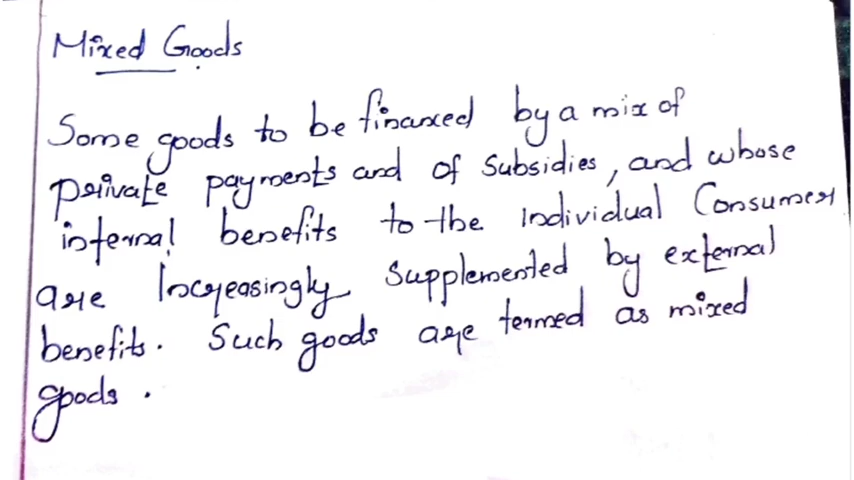 Mixed Goods
Some goods to be financed by a mix of
private payments and of subsidies, and whose
internal benefits to the individual Consumer
are Increasingly supplemented by external
benefits. Such goods are termed as mixed
goods.